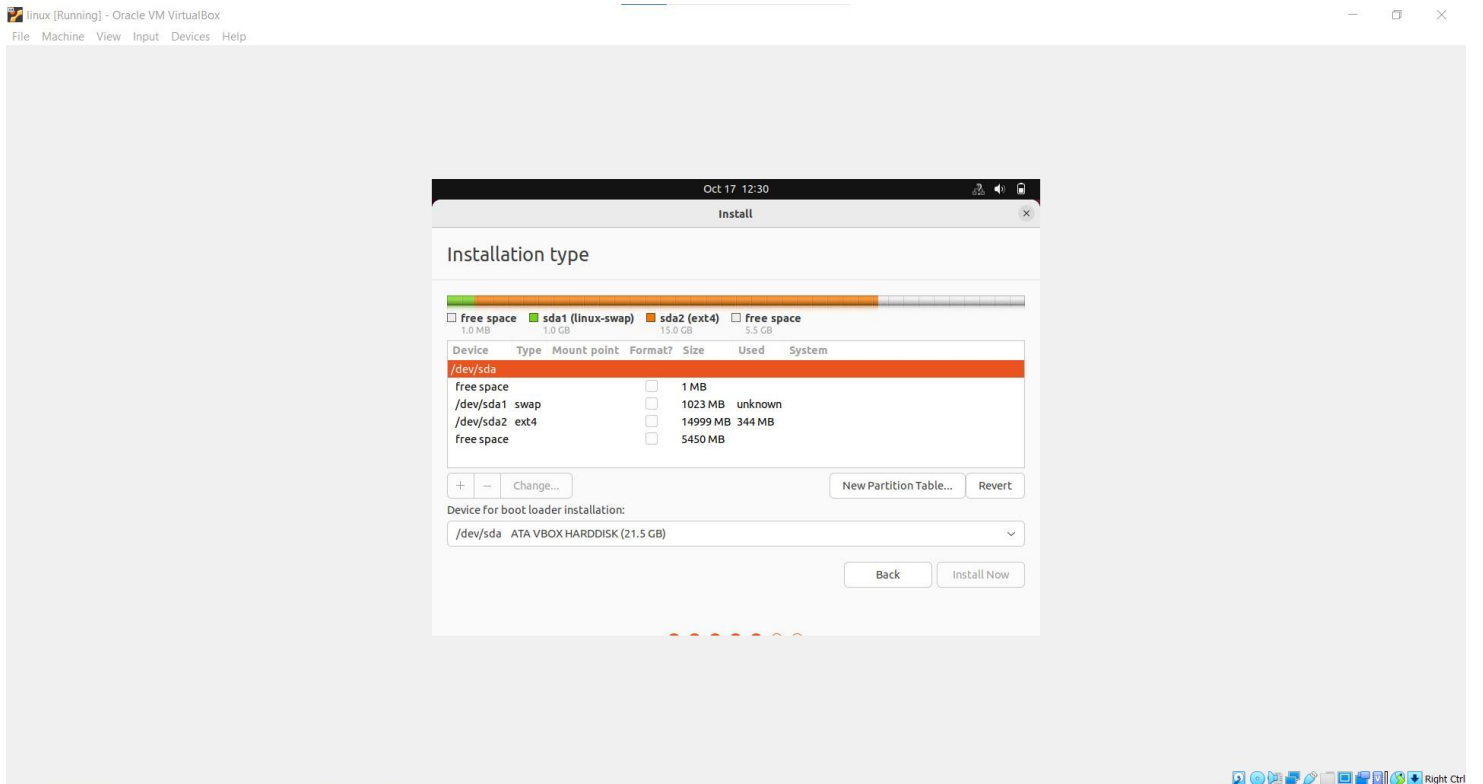 linux [Running] - Oracle VM VirtualBox
File Machine View Input Devices Help
Oct 17 12:30
Install
Installation type
free space sda1 (linux-swap) sda2 (ext4) free space
1.0 MB 1.0 GB 15.0 GB 5.5 GB
Device Type Mount point Format? Size Used System
/dev/sda
free space 1 MB
/dev/sda1 swap 1023 MB unknown
/dev/sda2 ext4 14999 MB 344 MB
free space 5450 MB
+ − Change... New Partition Table... Revert
Device for boot loader installation:
/dev/sda ATA VBOX HARDDISK (21.5 GB)
Back Install Now
Right Ctrl